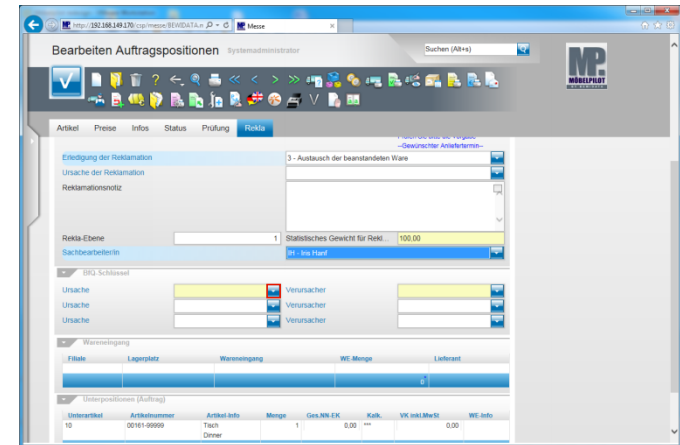 http://192.168.149.170/csp/messe/BEWIDATA.n
Messe
Bearbeiten Auftragspositionen Systemadministrator
Suchen (Alt+s)
MP
MÖBELPILOT
Artikel Preise Infos Status Prüfung Rekla
--Gewünschter Anliefertermin--
Erledigung der Reklamation 3 - Austausch der beanstandeten Ware
Ursache der Reklamation
Reklamationsnotiz
Rekla-Ebene 1 Statistisches Gewicht für Rekl... 100,00
Sachbearbeiter/in IH - Ins Hanf
BfQ-Schlüssel
Ursache Verursacher
Ursache Verursacher
Ursache Verursacher
Wareneingang
Filiale Lagerplatz Wareneingang WE-Menge Lieferant
0
Unterpositionen (Auftrag)
Unterartikel Artikelnummer Artikel-Info Menge Ges.NN-EK Kalk. VK inkl.MwSt WE-Info
10 00161-99999 Tisch 1 0,00 *** 0,00
Dinner